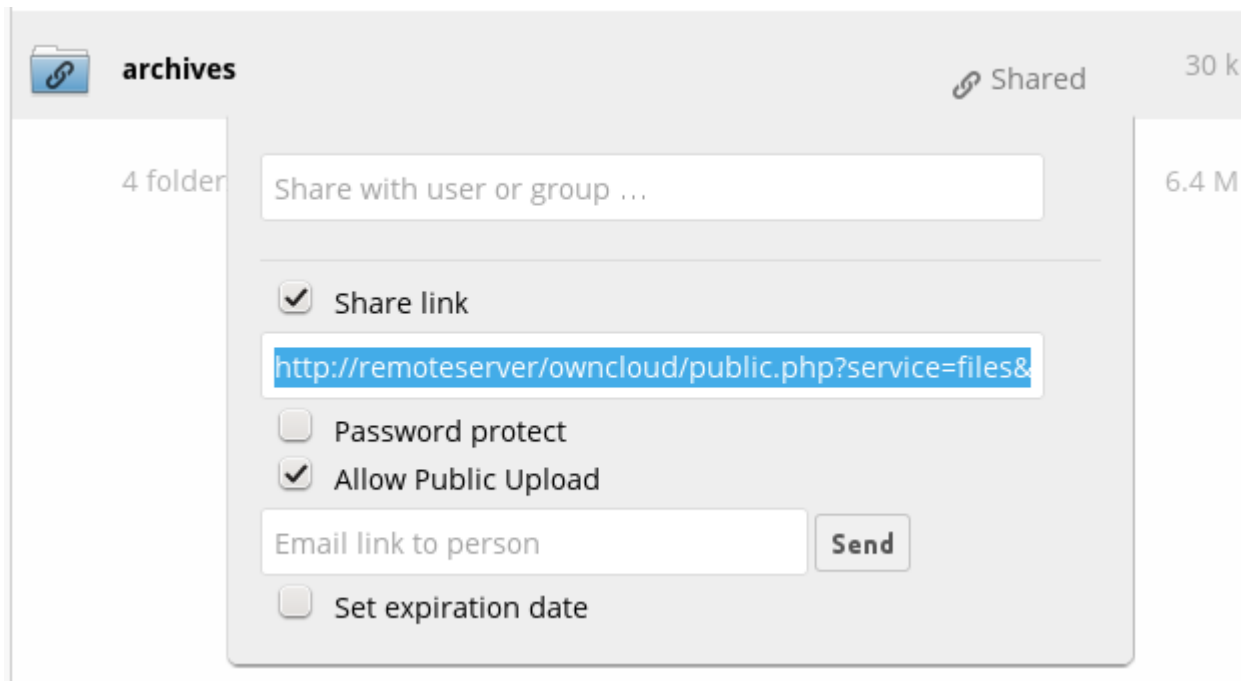 archives Shared 30 k
4 folder 6.4 M
Share with user or group ...
Share link
http://remoteserver/owncloud/public.php?service=files&
Password protect
Allow Public Upload
Email link to person Send
Set expiration date